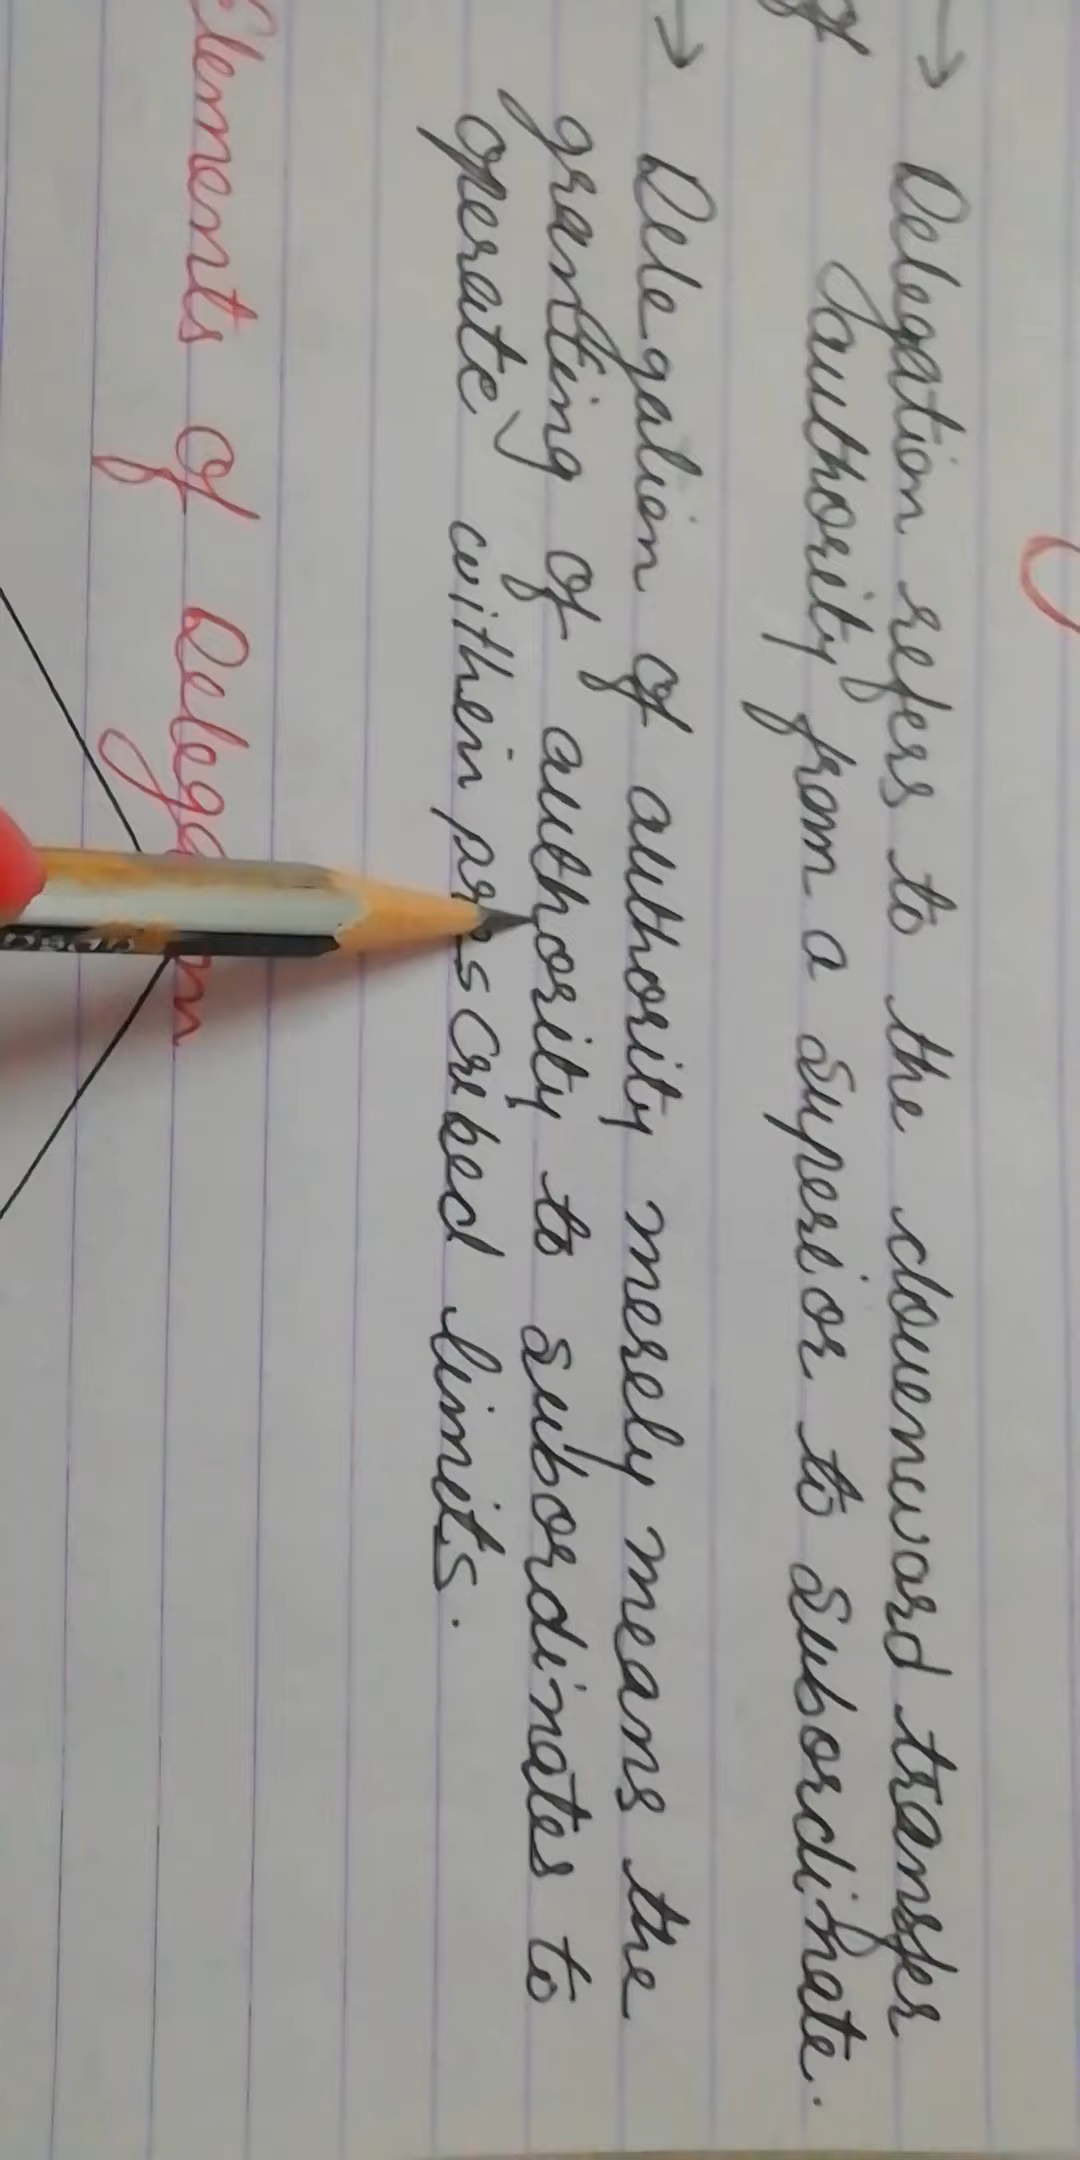 → Delegation refers to the downward transfer
of authority from a superior to subordinate.
→ Delegation of authority merely means the
granting of authority to subordinates to
operate within prescribed limits.
Elements of